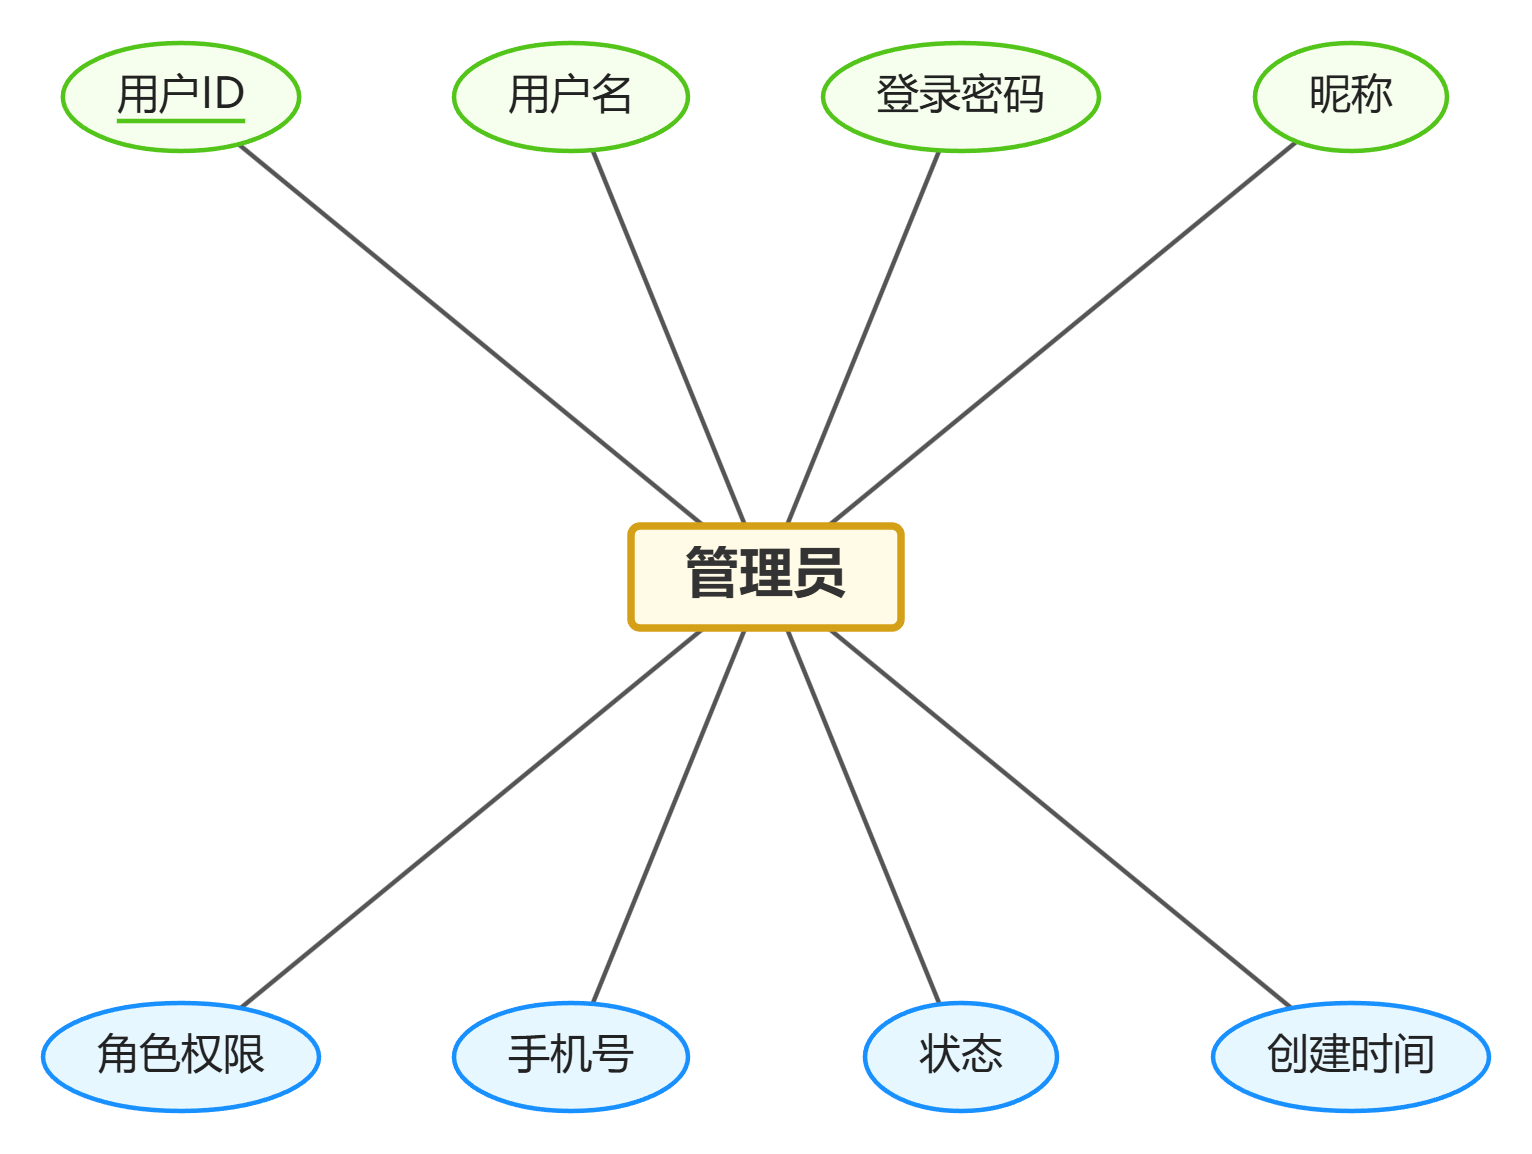 用户ID
用户名
登录密码
昵称
管理员
角色权限
手机号
状态
创建时间